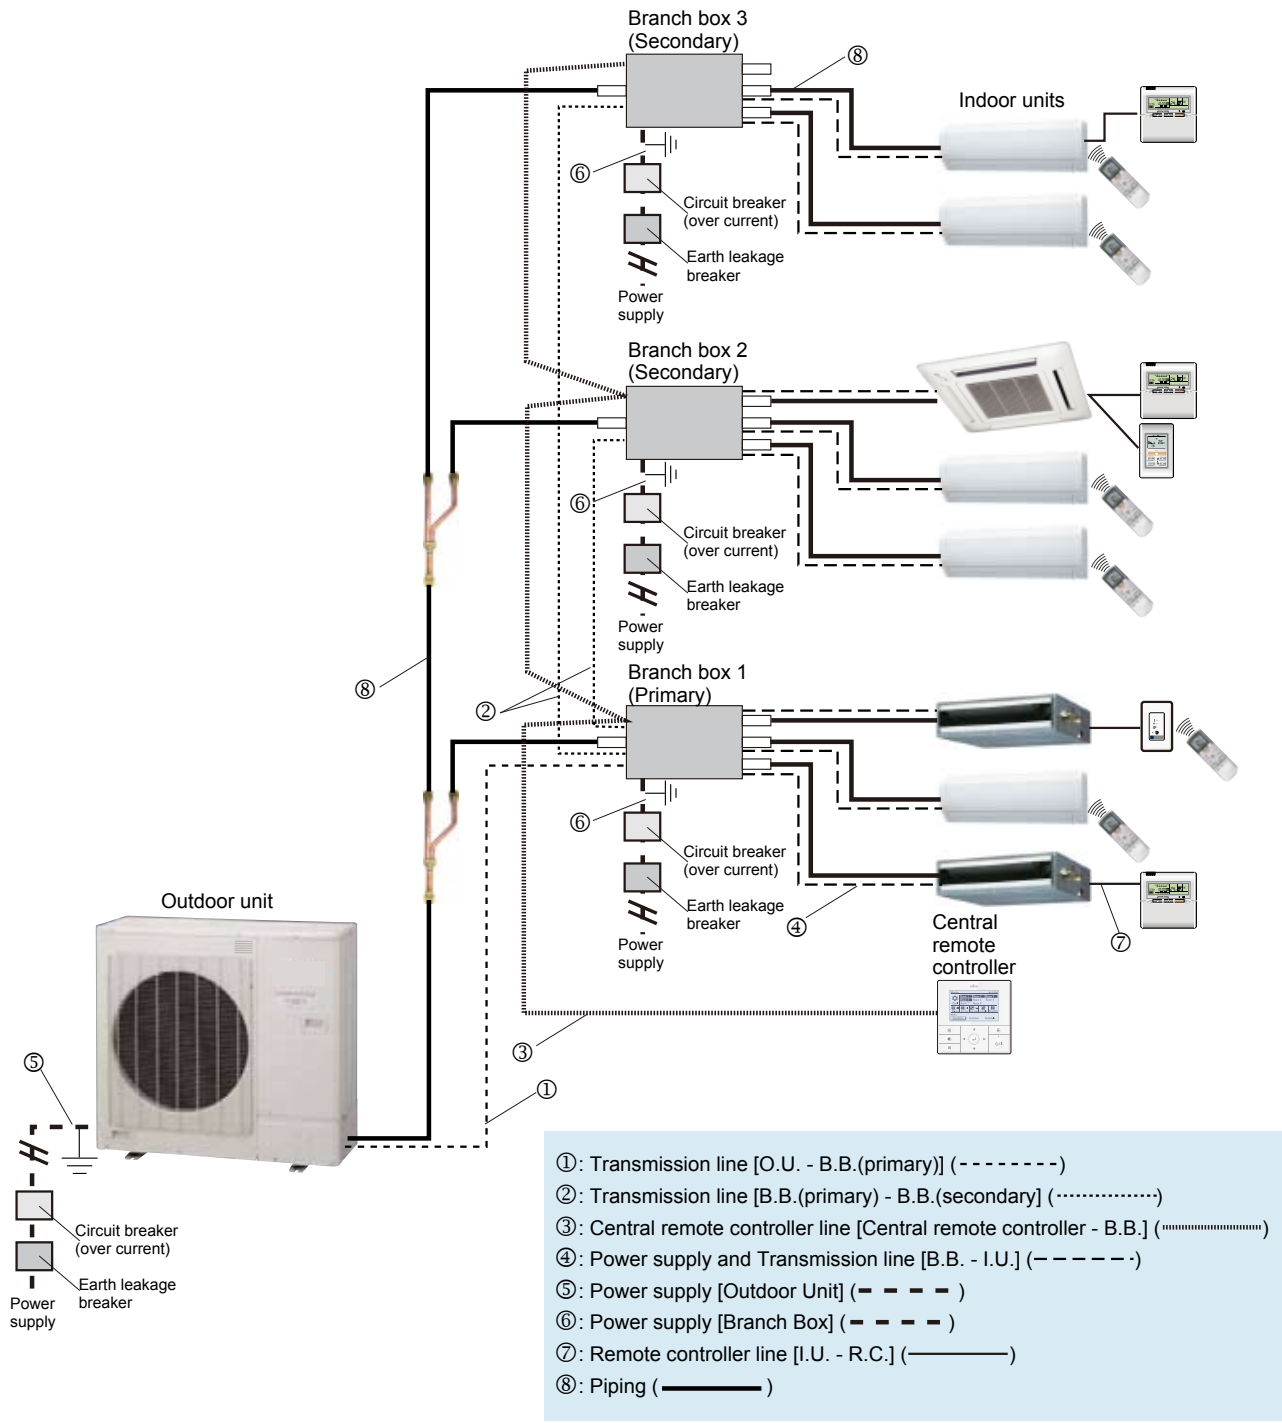 Branch box 3
(Secondary)
⑧
Indoor units
⑥
Circuit breaker
(over current)
Earth leakage
breaker
Power
supply
Branch box 2
(Secondary)
⑥
Circuit breaker
(over current)
Earth leakage
breaker
Power
supply
⑧
②
Branch box 1
(Primary)
⑥
Circuit breaker
(over current)
Earth leakage
breaker
Power
supply
④
⑦
Central
remote
controller
③
①
Outdoor unit
⑤
Circuit breaker
(over current)
Earth leakage
breaker
Power
supply
①: Transmission line [O.U. - B.B.(primary)] ( )
②: Transmission line [B.B.(primary) - B.B.(secondary] ( )
③: Central remote controller line [Central remote controller - B.B.] ( )
④: Power supply and Transmission line [B.B. - I.U.] ( )
⑤: Power supply [Outdoor Unit] ( )
⑥: Power supply [Branch Box] ( )
⑦: Remote controller line [I.U. - R.C.] ( )
⑧: Piping ( )